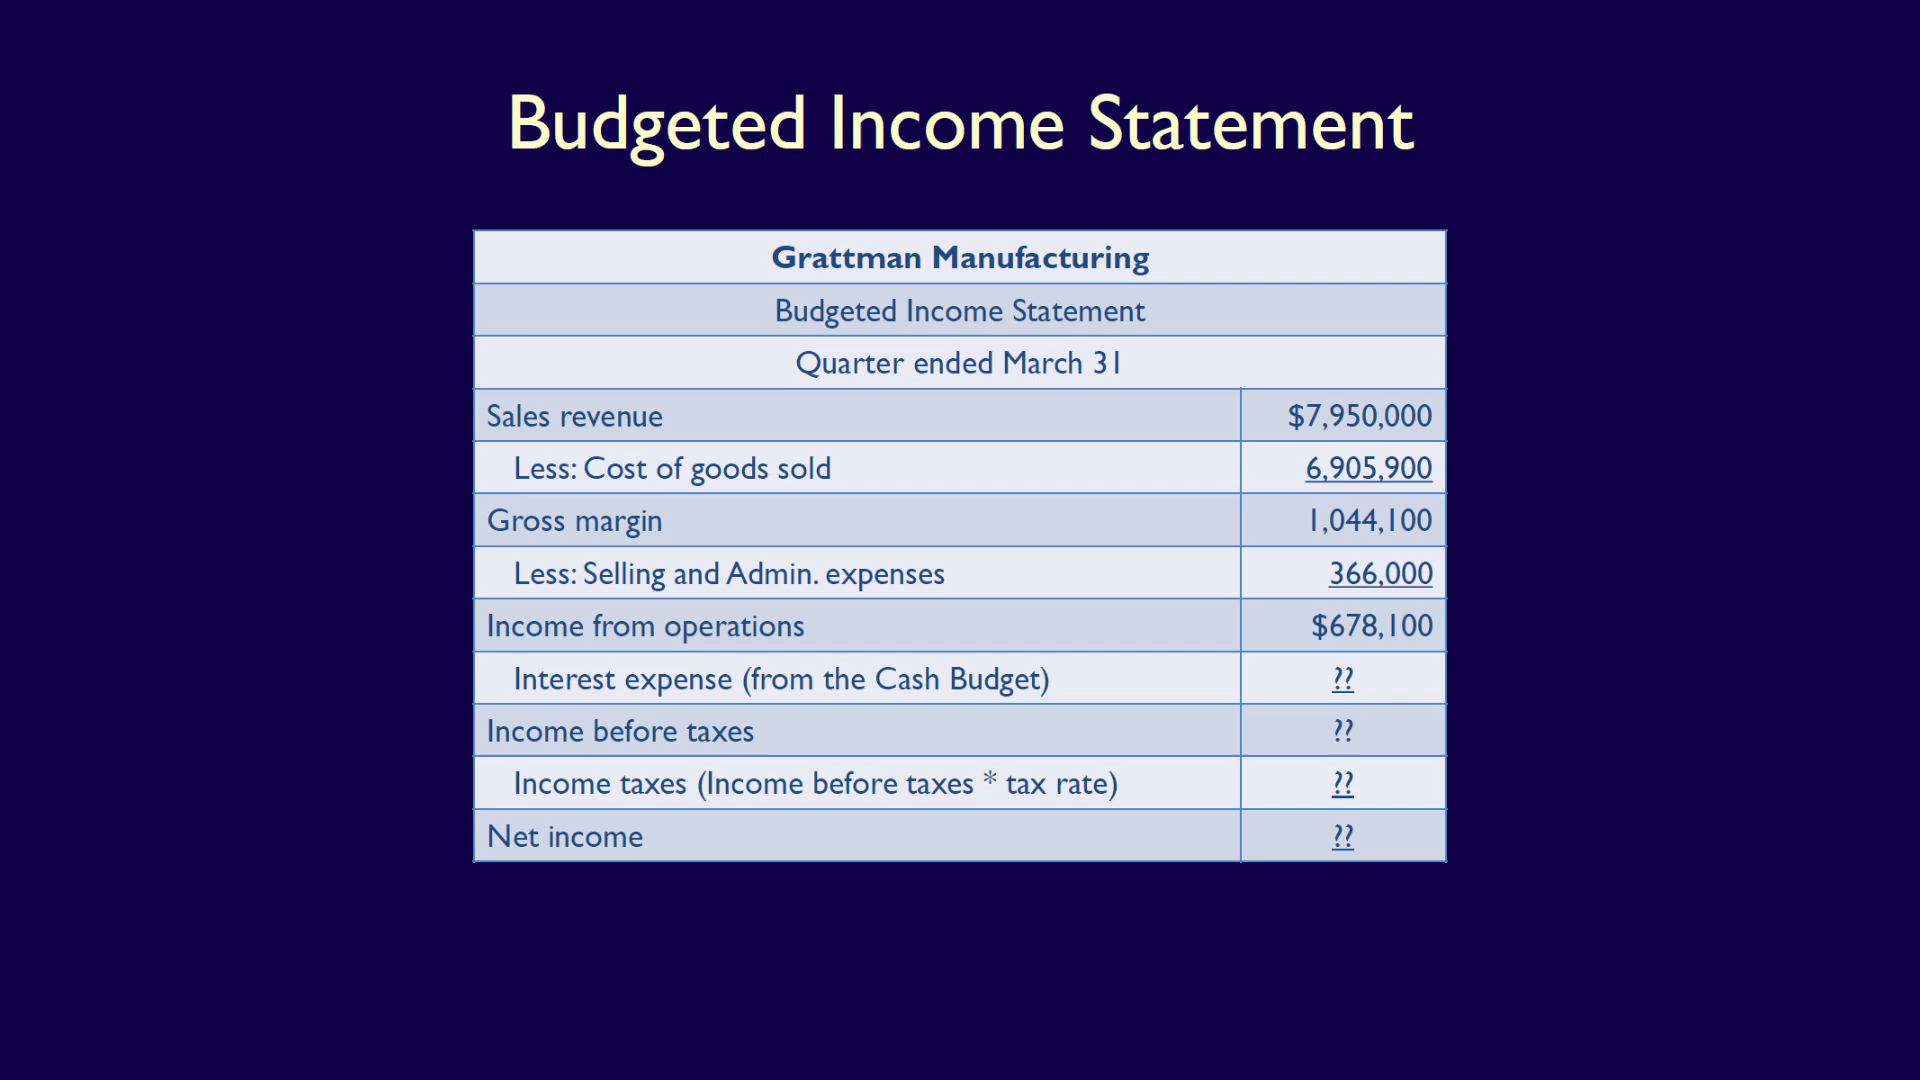 Budgeted Income Statement
Grattman Manufacturing
Budgeted Income Statement
Quarter ended March 31
Sales revenue $7,950,000
Less: Cost of goods sold 6,905,900
Gross margin 1,044,100
Less: Selling and Admin. expenses 366,000
Income from operations $678,100
Interest expense (from the Cash Budget) ??
Income before taxes ??
Income taxes (Income before taxes * tax rate) ??
Net income ??